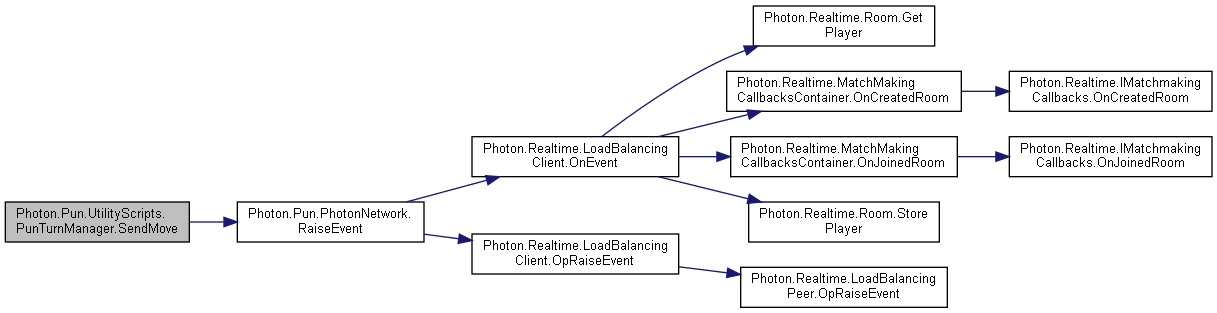 Photon.Realtime.Room.Get
Player
Photon.Realtime.MatchMaking
CallbacksContainer.OnCreatedRoom
Photon.Realtime.IMatchmaking
Callbacks.OnCreatedRoom
Photon.Realtime.LoadBalancing
Client.OnEvent
Photon.Realtime.MatchMaking
CallbacksContainer.OnJoinedRoom
Photon.Realtime.IMatchmaking
Callbacks.OnJoinedRoom
Photon.Pun.UtilityScripts.
PunTurnManager.SendMove
Photon.Pun.PhotonNetwork.
RaiseEvent
Photon.Realtime.Room.Store
Player
Photon.Realtime.LoadBalancing
Client.OpRaiseEvent
Photon.Realtime.LoadBalancing
Peer.OpRaiseEvent